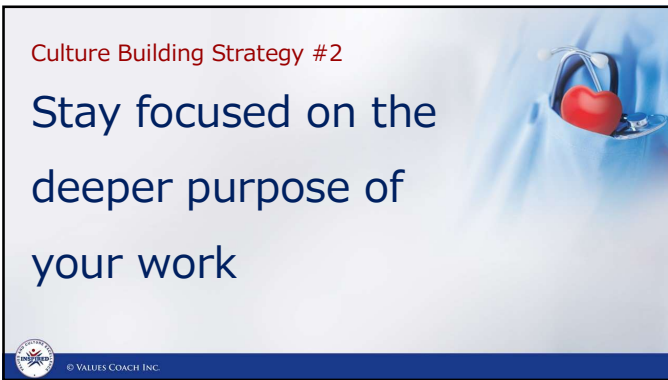 Culture Building Strategy #2
Stay focused on the
deeper purpose of
your work
INSPIRED
© VALUES COACH INC.